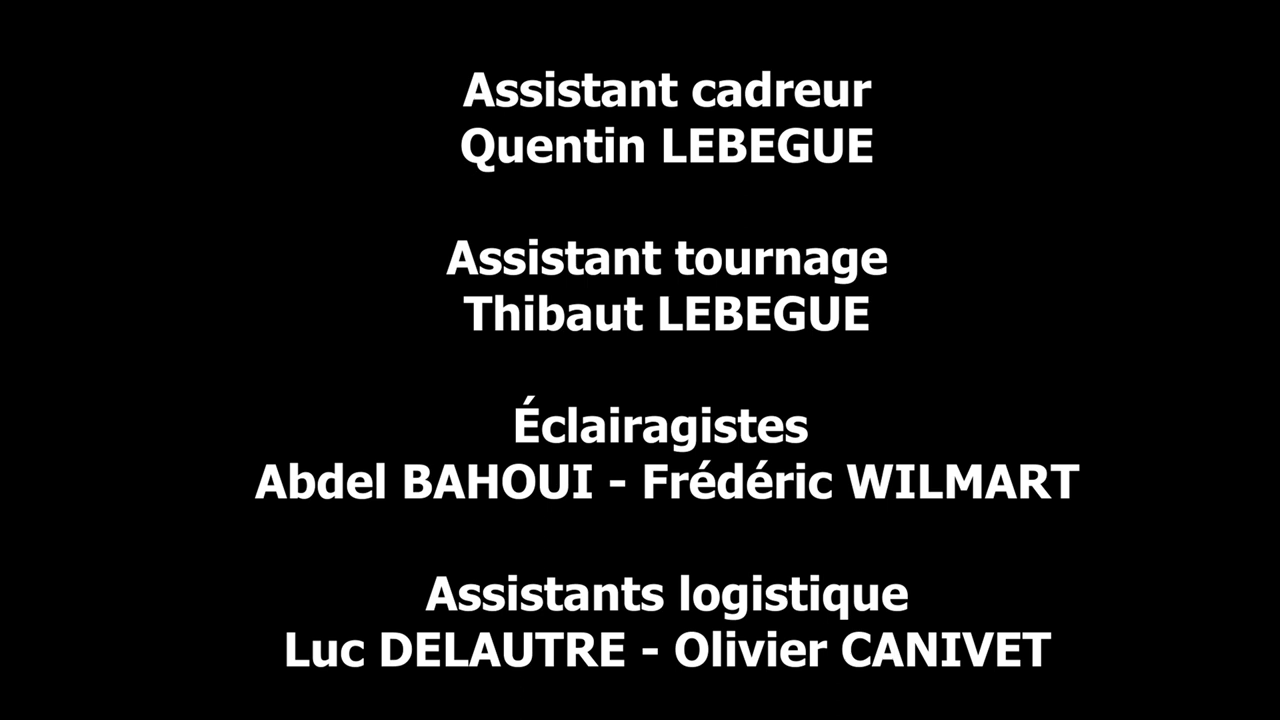 Assistant cadreur
Quentin LEBEGUE
Assistant tournage
Thibaut LEBEGUE
Éclairagistes
Abdel BAHOUI - Frédéric WILMART
Assistants logistique
Luc DELAUTRE - Olivier CANIVET